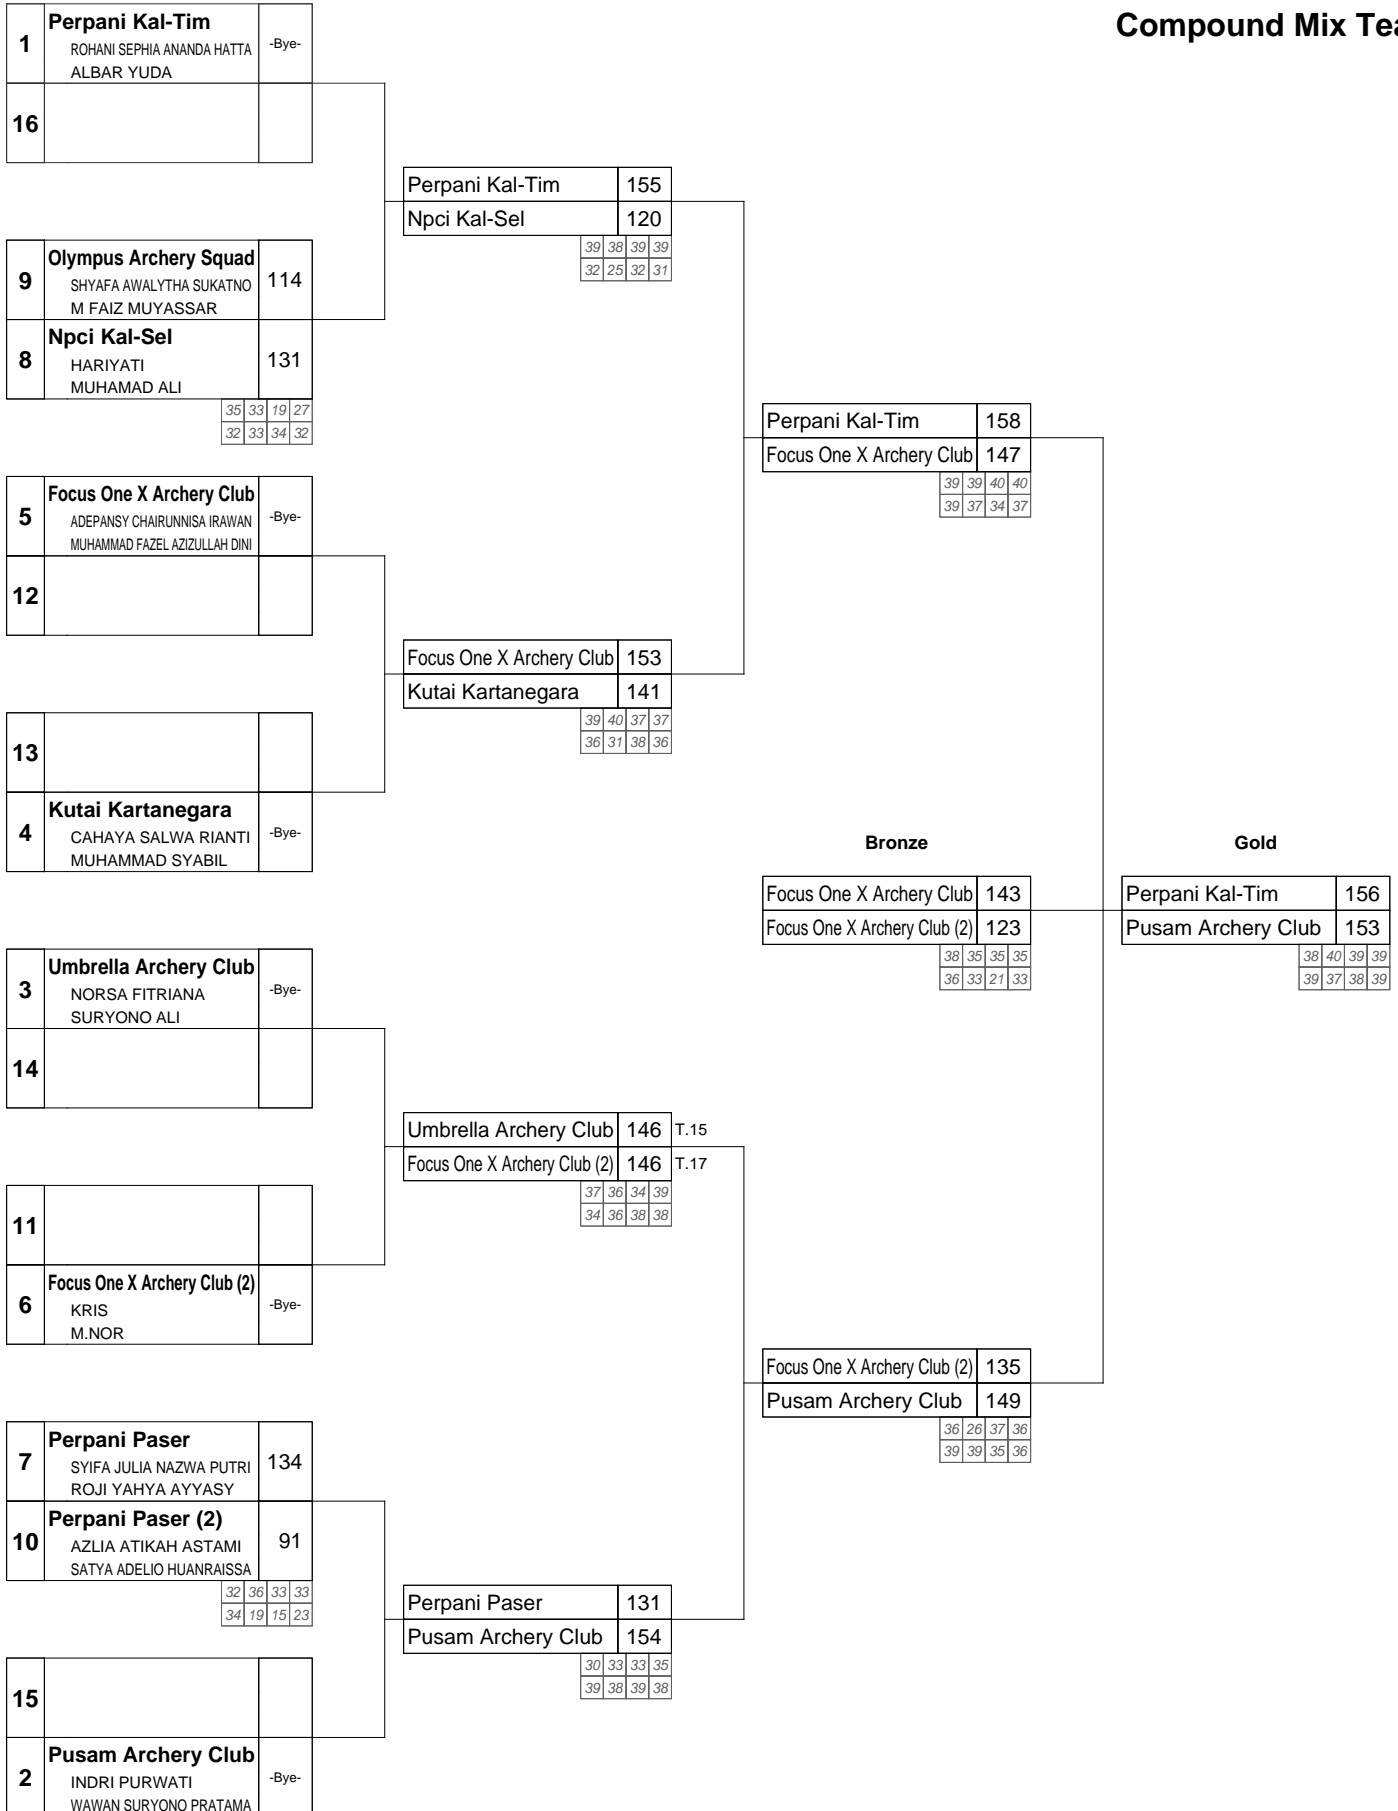 Compound Mix Tea
1
Perpani Kal-Tim
ROHANI SEPHIA ANANDA HATTA
ALBAR YUDA
-Bye-
16
Perpani Kal-Tim 155
Npci Kal-Sel 120
39 38 39 39
32 25 32 31
9
Olympus Archery Squad
SHYAFA AWALYTHA SUKATNO
M FAIZ MUYASSAR
114
8
Npci Kal-Sel
HARIYATI
MUHAMAD ALI
131
35 33 19 27
32 33 34 32
Perpani Kal-Tim 158
Focus One X Archery Club 147
39 39 40 40
39 37 34 37
5
Focus One X Archery Club
ADEPANSY CHAIRUNNISA IRAWAN
MUHAMMAD FAZEL AZIZULLAH DINI
-Bye-
12
Focus One X Archery Club 153
Kutai Kartanegara 141
39 40 37 37
36 31 38 36
13
4
Kutai Kartanegara
CAHAYA SALWA RIANTI
MUHAMMAD SYABIL
-Bye-
Bronze
Focus One X Archery Club 143
Focus One X Archery Club (2) 123
38 35 35 35
36 33 21 33
Gold
Perpani Kal-Tim 156
Pusam Archery Club 153
38 40 39 39
39 37 38 39
3
Umbrella Archery Club
NORSA FITRIANA
SURYONO ALI
-Bye-
14
Umbrella Archery Club 146 T.15
Focus One X Archery Club (2) 146 T.17
37 36 34 39
34 36 38 38
11
6
Focus One X Archery Club (2)
KRIS
M.NOR
-Bye-
Focus One X Archery Club (2) 135
Pusam Archery Club 149
36 26 37 36
39 39 35 36
7
Perpani Paser
SYIFA JULIA NAZWA PUTRI
ROJI YAHYA AYYASY
134
10
Perpani Paser (2)
AZLIA ATIKAH ASTAMI
SATYA ADELIO HUANRAISSA
91
32 36 33 33
34 19 15 23
Perpani Paser 131
Pusam Archery Club 154
30 33 33 35
39 38 39 38
15
2
Pusam Archery Club
INDRI PURWATI
WAWAN SURYONO PRATAMA
-Bye-